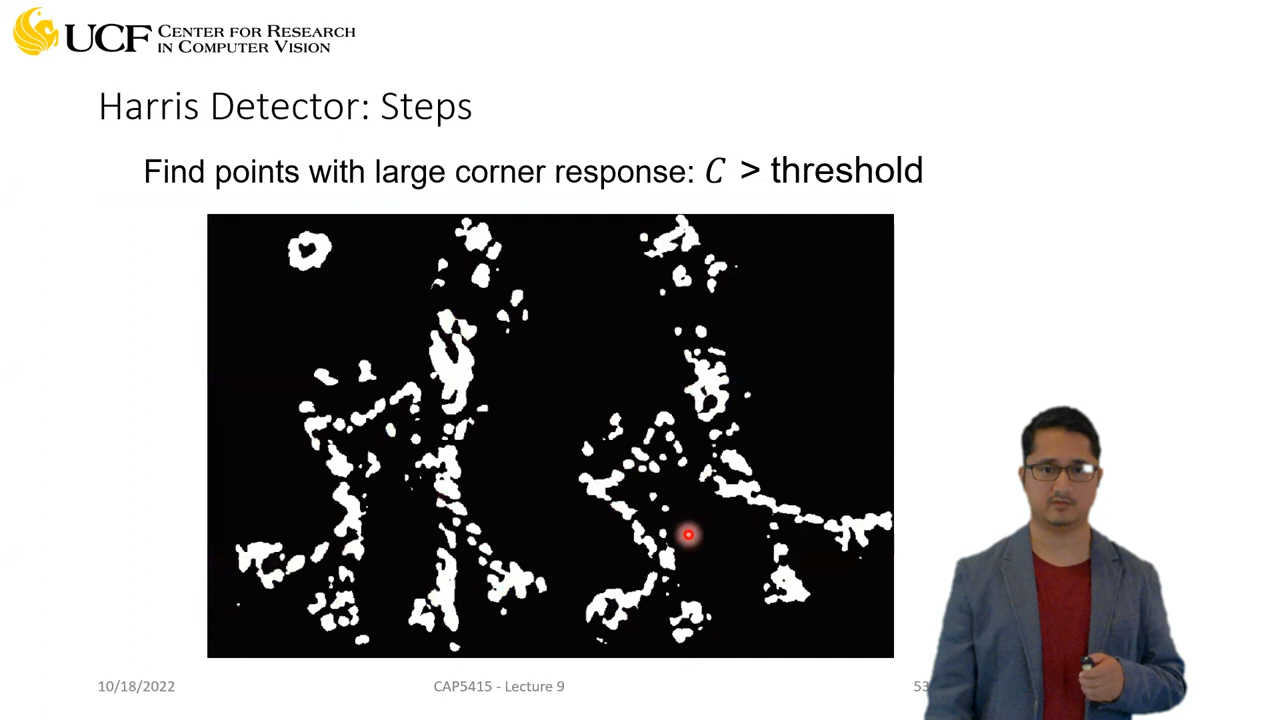 UCF CENTER FOR RESEARCH
IN COMPUTER VISION
Harris Detector: Steps
Find points with large corner response: C > threshold
10/18/2022
CAP5415 - Lecture 9
53